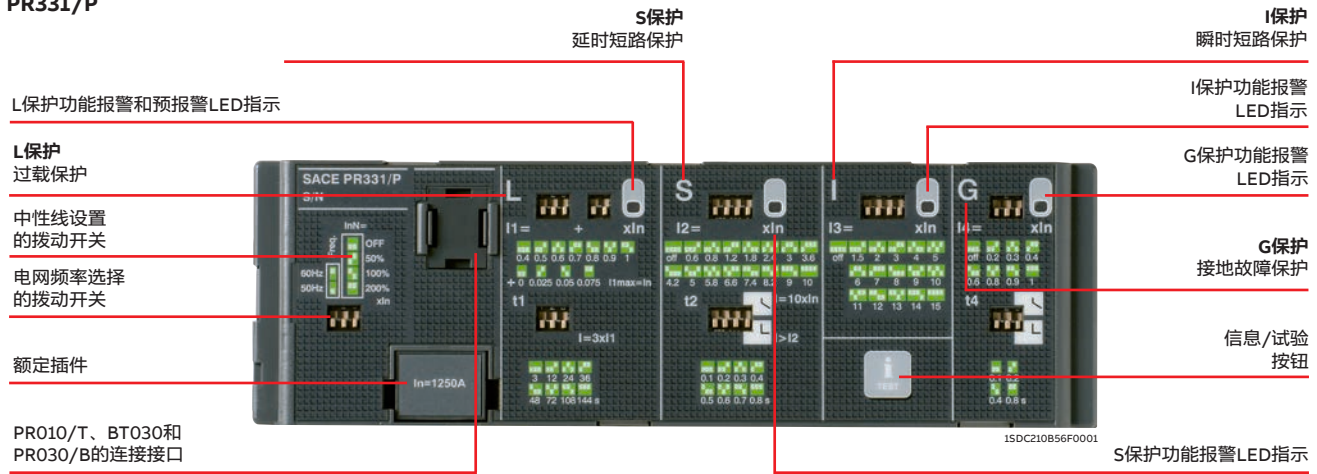 PR331/P
S保护
延时短路保护
I保护
瞬时短路保护
L保护功能报警和预报警LED指示
I保护功能报警
LED指示
L保护
过载保护
G保护功能报警
LED指示
中性线设置
的拨动开关
电网频率选择
的拨动开关
G保护
接地故障保护
额定插件
信息/试验
按钮
PR010/T、BT030和
PR030/B的连接接口
S保护功能报警LED指示
1SDC210B56F0001
SACE PR331/P
S/N
InN=
Freq.
OFF
50%
60Hz
100%
50Hz
200%
xIn
In=1250A
L
I1= + xIn
0.4 0.5 0.6 0.7 0.8 0.9 1
+ 0 0.025 0.05 0.075 I1max=In
t1
I=3xI1
3 12 24 36
48 72 108 144 s
S
I2= xIn
off 0.6 0.8 1.2 1.8 2.4 3 3.6
4.2 5 5.8 6.6 7.4 8.2 9 10
t2
I=10xIn
I>I2
0.1 0.2 0.3 0.4
0.5 0.6 0.7 0.8 s
I
I3= xIn
off 1.5 2 3 4 5
6 7 8 9 10
11 12 13 14 15
i
TEST
G
I4= xIn
off 0.2 0.3 0.4
0.6 0.8 0.9 1
t4
0.1 0.2
0.4 0.8 s